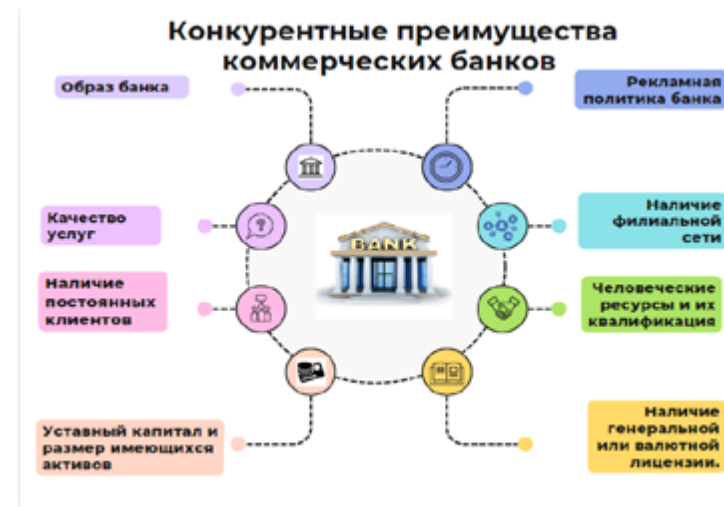 Конкурентные преимущества
коммерческих банков
Образ банка
Рекламная
политика банка
Качество
услуг
Наличие
филиальной
сети
BANK
Наличие
постоянных
клиентов
Человеческие
ресурсы и их
квалификация
Уставный капитал и
размер имеющихся
активов
Наличие
генеральной
или валютной
лицензии.